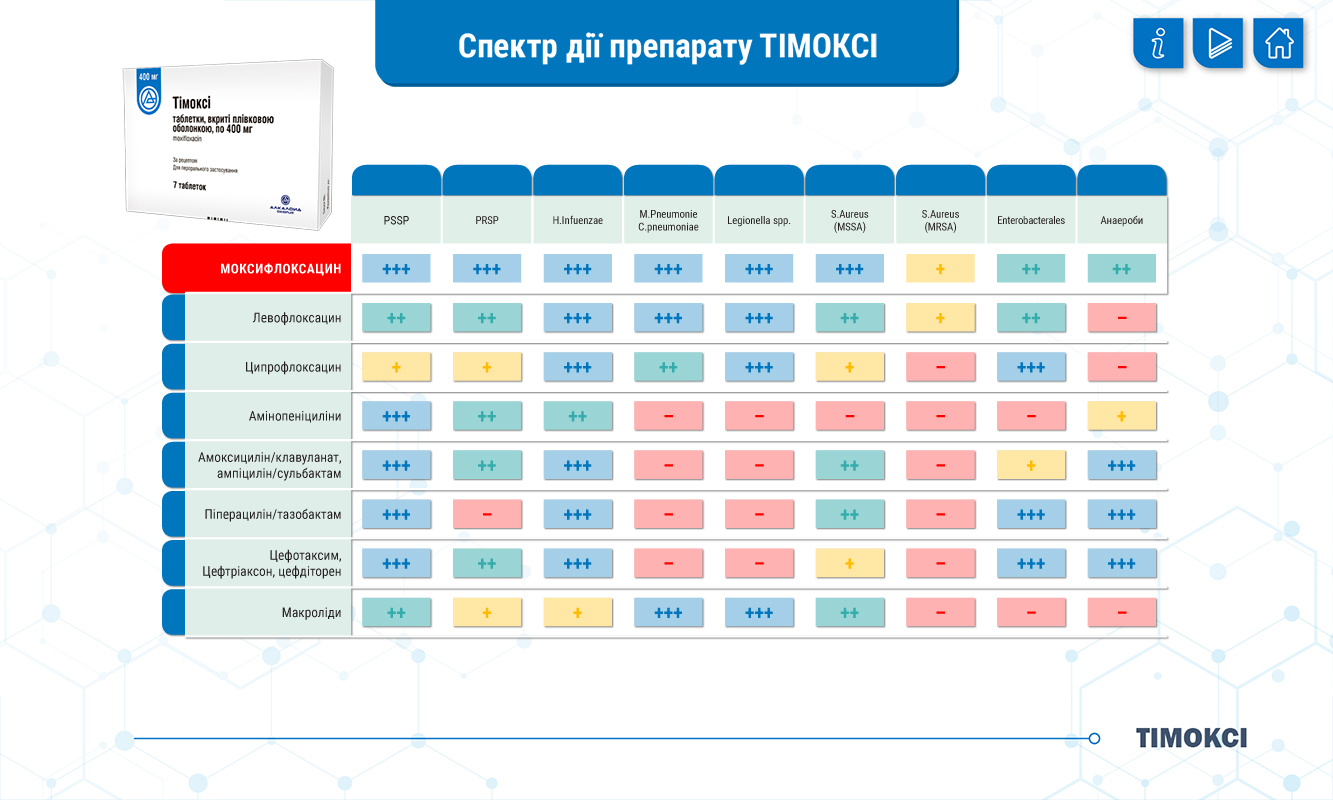 Спектр дії препарату ТІМОКСІ
400 мг
Тімоксі
таблетки, вкриті плівковою
оболонкою, по 400 мг
moxifloxacin
За рецептом
Для перорального застосування
7 таблеток
АЛКАЛОЇД
СКОП'Є
PSSP PRSP H.Infuenzae M.Pneumonie C.pneumoniae Legionella spp. S.Aureus (MSSA) S.Aureus (MRSA) Enterobacterales Анаероби
МОКСИФЛОКСАЦИН +++ +++ +++ +++ +++ +++ + ++ ++
Левофлоксацин ++ ++ +++ +++ +++ ++ + ++ −
Ципрофлоксацин + + +++ ++ +++ + − +++ −
Амінопеніциліни +++ ++ ++ − − − − − +
Амоксицилін/клавуланат,
ампіцилін/сульбактам +++ ++ +++ − − ++ − + +++
Піперацилін/тазобактам +++ − +++ − − ++ − +++ +++
Цефотаксим,
Цефтріаксон, цефдіторен +++ ++ +++ − − + − +++ +++
Макроліди ++ + + +++ +++ ++ − − −
ТІМОКСІ